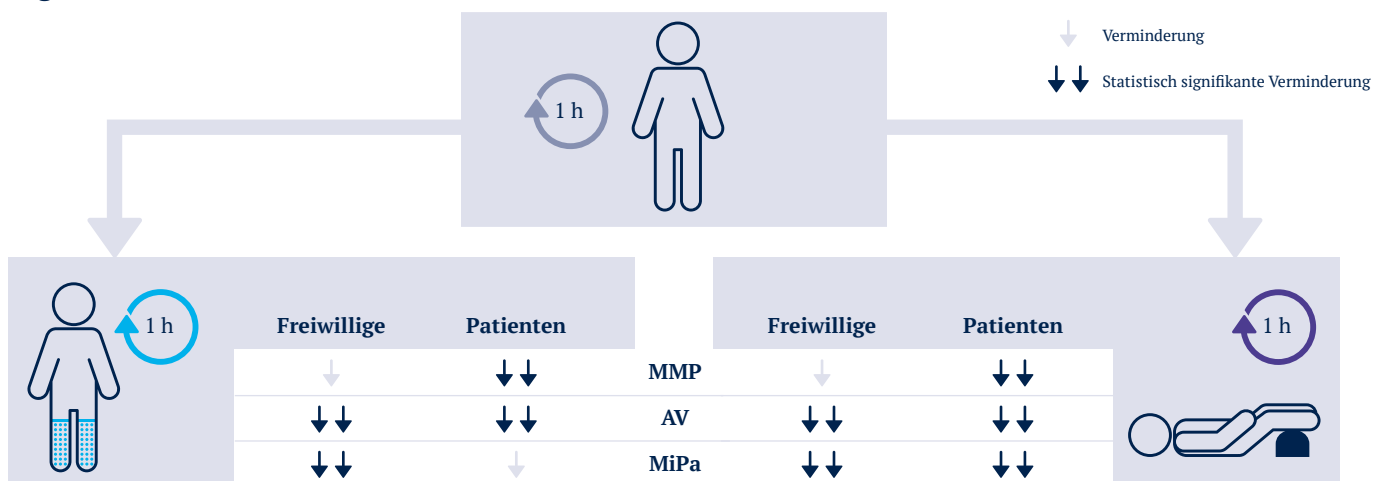 Verminderung
Statistisch signifikante Verminderung
1 h
1 h
Freiwillige Patienten
Freiwillige Patienten
1 h
MMP
AV
MiPa